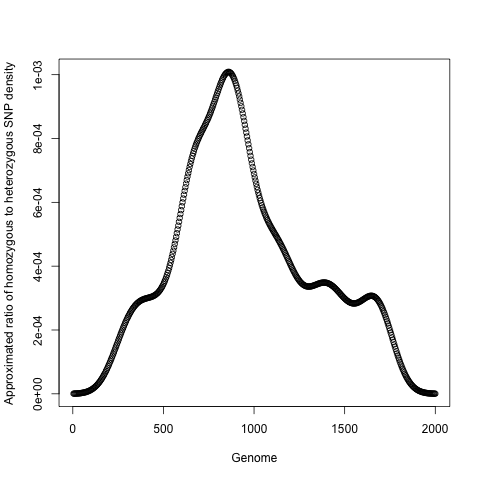 Approximated ratio of homozygous to heterozygous SNP density
1e-03
8e-04
6e-04
4e-04
2e-04
0e+00
0 500 1000 1500 2000
Genome